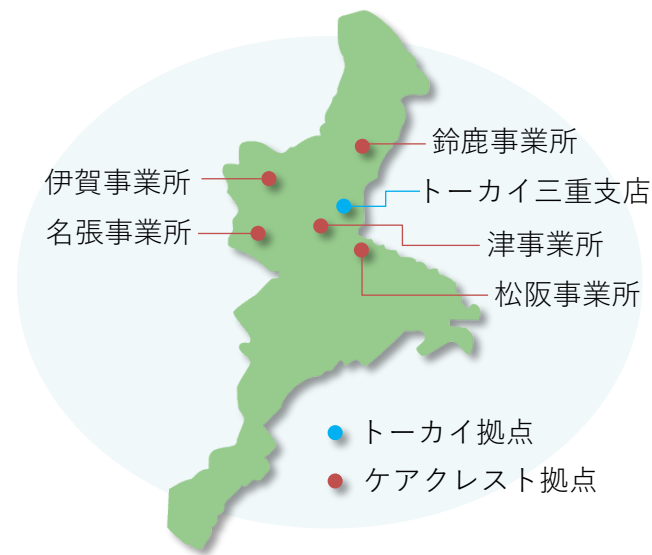 鈴鹿事業所
伊賀事業所
トーカイ三重支店
名張事業所
津事業所
松阪事業所
トーカイ拠点
ケアクレスト拠点